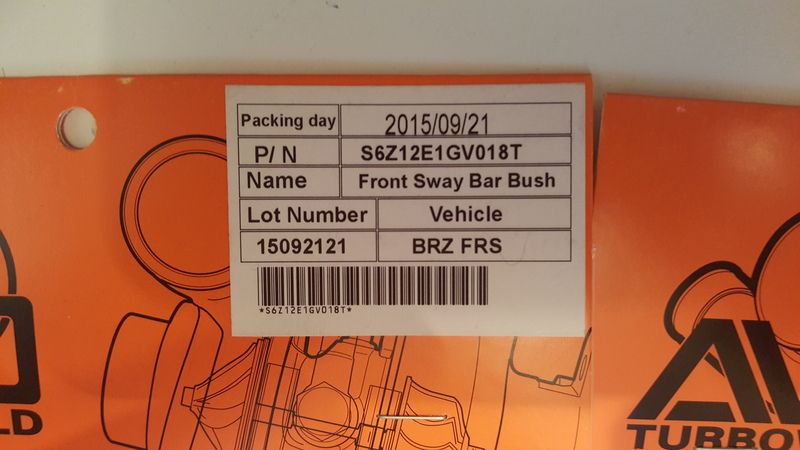 Packing day 2015/09/21
P/ N S6Z12E1GV018T
Name Front Sway Bar Bush
Lot Number Vehicle
15092121 BRZ FRS
*S6Z12E1GV018T*
LD
TURBO